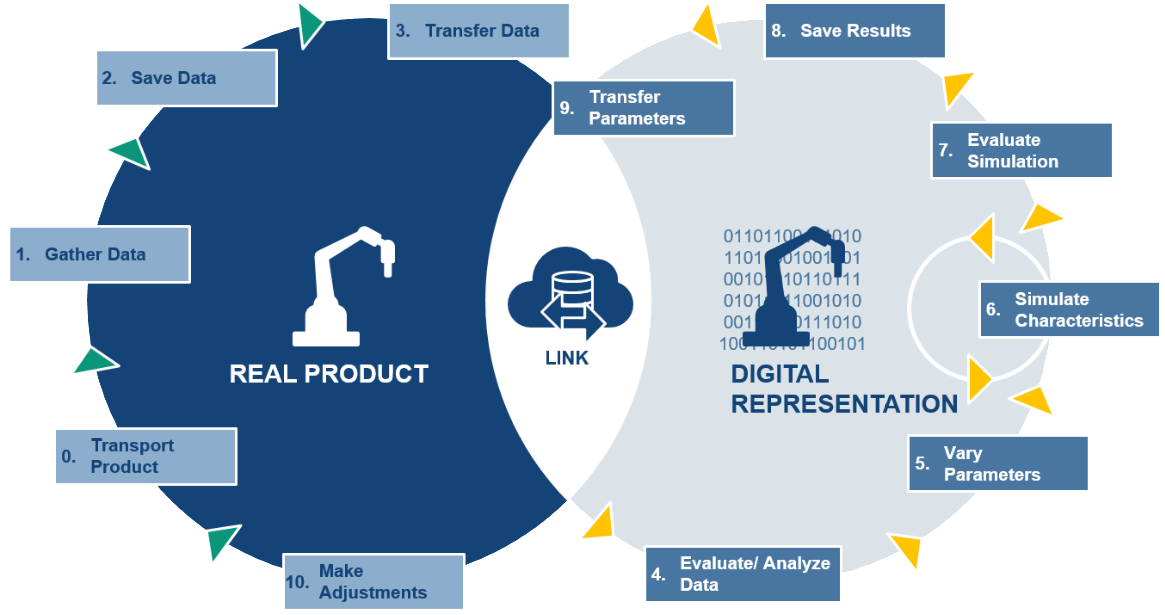 3. Transfer Data
8. Save Results
2. Save Data
9. Transfer
Parameters
7. Evaluate
Simulation
1. Gather Data
6. Simulate
Characteristics
LINK
REAL PRODUCT
DIGITAL
REPRESENTATION
0. Transport
Product
5. Vary
Parameters
4. Evaluate/ Analyze
Data
10. Make
Adjustments